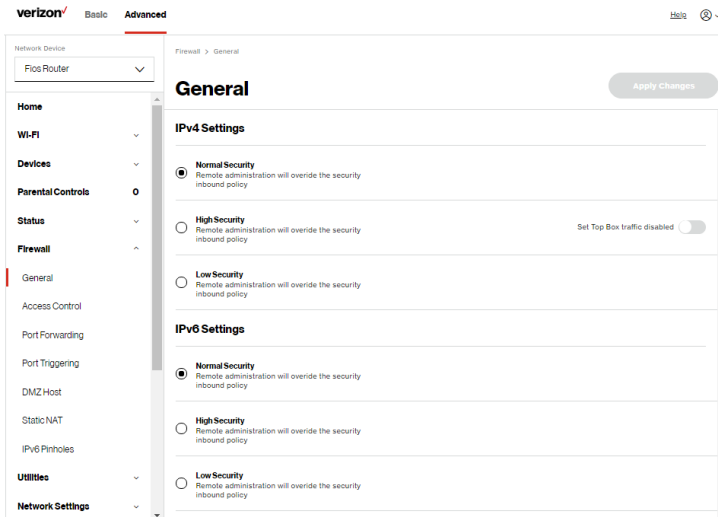 verizon✓ Basic Advanced Help
Network Device
Fios Router
Home
Wi-Fi
Devices
Parental Controls 0
Status
Firewall
General
Access Control
Port Forwarding
Port Triggering
DMZ Host
Static NAT
IPv6 Pinholes
Utilities
Network Settings
Firewall > General
General
Apply Changes
IPv4 Settings
Normal Security
Remote administration will overide the security
inbound policy
High Security
Remote administration will overide the security
inbound policy
Set Top Box traffic disabled
Low Security
Remote administration will overide the security
inbound policy
IPv6 Settings
Normal Security
Remote administration will overide the security
inbound policy
High Security
Remote administration will overide the security
inbound policy
Low Security
Remote administration will overide the security
inbound policy